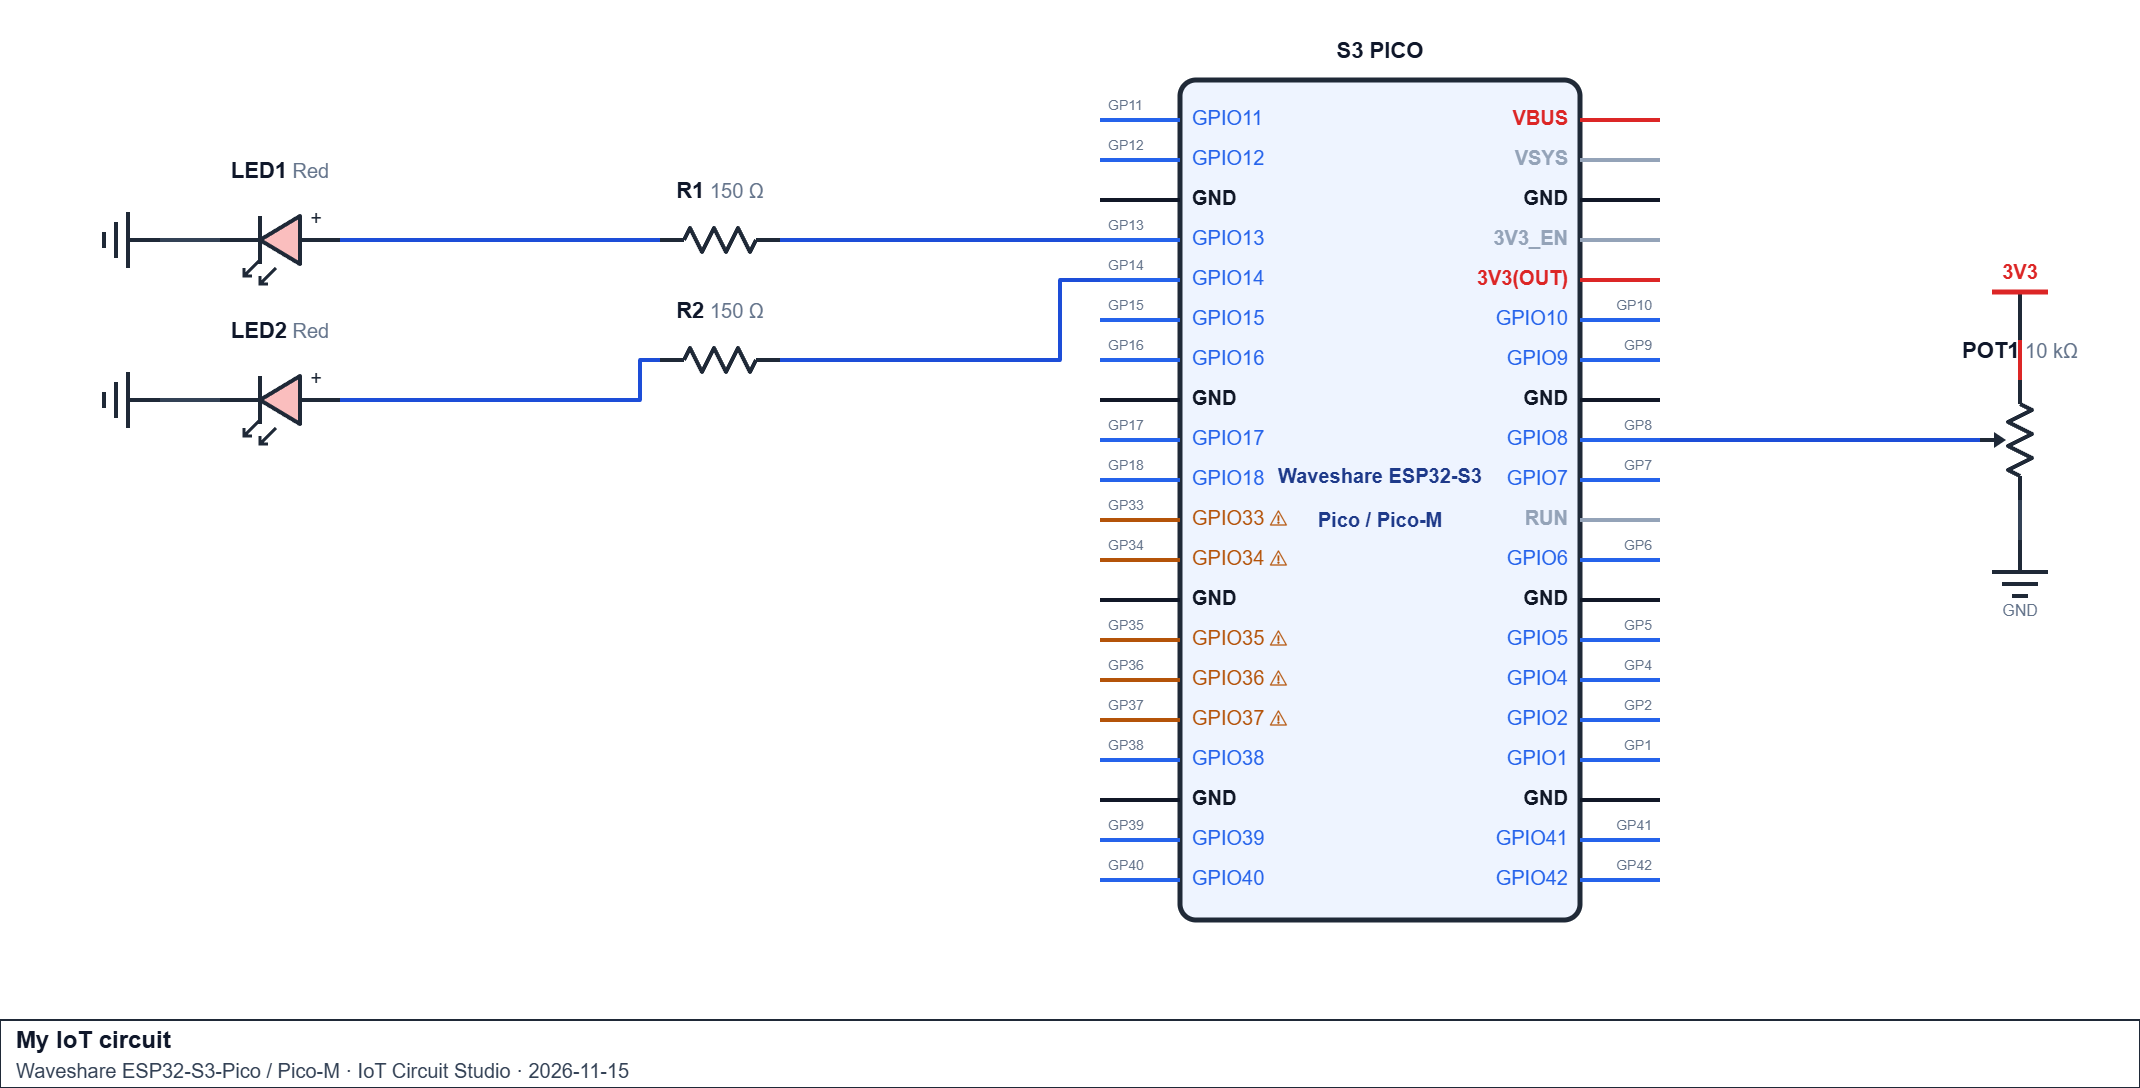 S3 PICO
LED1 Red
+
R1 150 Ω
LED2 Red
+
R2 150 Ω
GP11
GPIO11
GP12
GPIO12
GND
GP13
GPIO13
GP14
GPIO14
GP15
GPIO15
GP16
GPIO16
GND
GP17
GPIO17
GP18
GPIO18
GP33
GPIO33 ⚠
GP34
GPIO34 ⚠
GND
GP35
GPIO35 ⚠
GP36
GPIO36 ⚠
GP37
GPIO37 ⚠
GP38
GPIO38
GND
GP39
GPIO39
GP40
GPIO40
Waveshare ESP32-S3
Pico / Pico-M
VBUS
VSYS
GND
3V3_EN
3V3(OUT)
GP10
GPIO10
GP9
GPIO9
GND
GP8
GPIO8
GP7
GPIO7
RUN
GP6
GPIO6
GND
GP5
GPIO5
GP4
GPIO4
GP2
GPIO2
GP1
GPIO1
GND
GP41
GPIO41
GP42
GPIO42
3V3
POT1 10 kΩ
GND
My IoT circuit
Waveshare ESP32-S3-Pico / Pico-M · IoT Circuit Studio · 2026-11-15